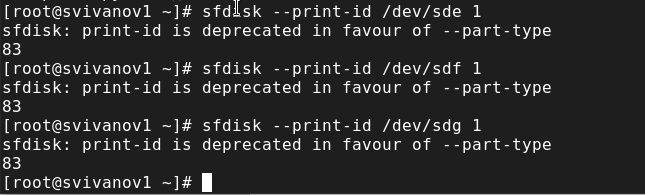 [root@svivanov1 ~]# sfdisk --print-id /dev/sde 1
sfdisk: print-id is deprecated in favour of --part-type
83
[root@svivanov1 ~]# sfdisk --print-id /dev/sdf 1
sfdisk: print-id is deprecated in favour of --part-type
83
[root@svivanov1 ~]# sfdisk --print-id /dev/sdg 1
sfdisk: print-id is deprecated in favour of --part-type
83
[root@svivanov1 ~]#